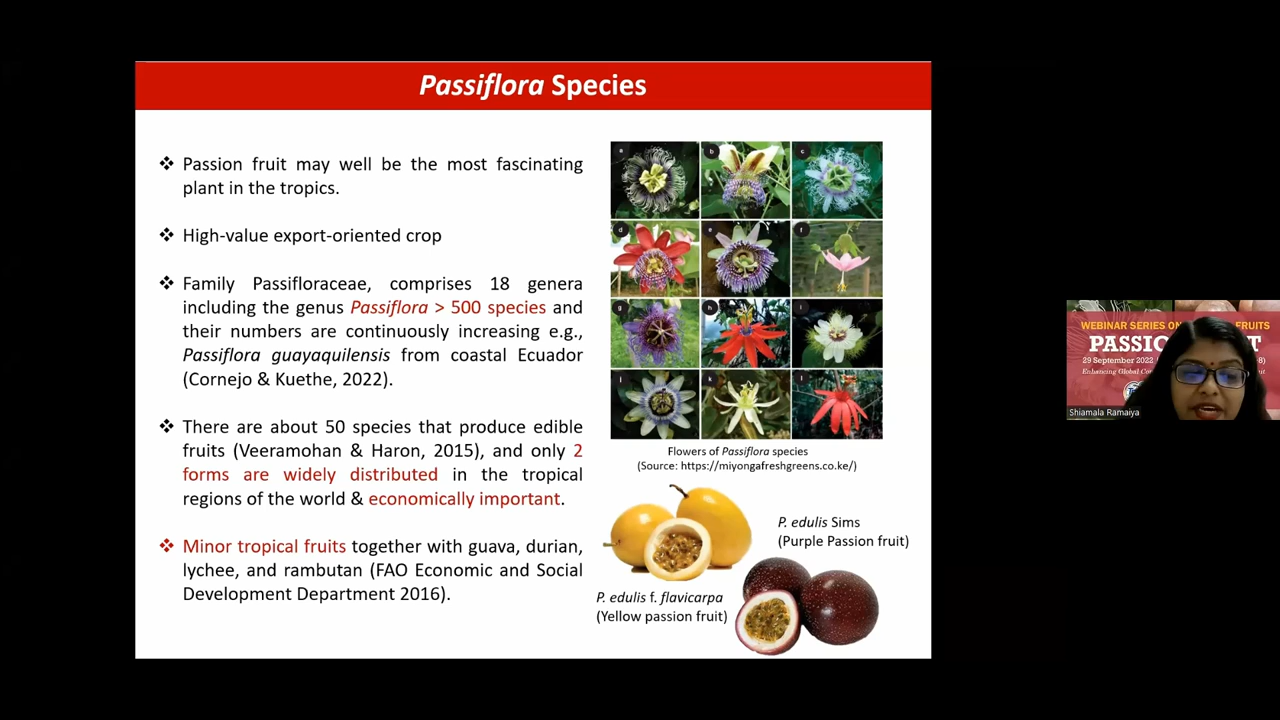 Passiflora Species
❖ Passion fruit may well be the most fascinating
plant in the tropics.
❖ High-value export-oriented crop
❖ Family Passifloraceae, comprises 18 genera
including the genus Passiflora > 500 species and
their numbers are continuously increasing e.g.,
Passiflora guayaquilensis from coastal Ecuador
(Cornejo & Kuethe, 2022).
❖ There are about 50 species that produce edible
fruits (Veeramohan & Haron, 2015), and only 2
forms are widely distributed in the tropical
regions of the world & economically important.
❖ Minor tropical fruits together with guava, durian,
lychee, and rambutan (FAO Economic and Social
Development Department 2016).
a b c
d e f
g h i
j k l
Flowers of Passiflora species
(Source: https://miyongafreshgreens.co.ke/)
P. edulis Sims
(Purple Passion fruit)
P. edulis f. flavicarpa
(Yellow passion fruit)
WEBINAR SERIES ON FRUITS
29 September 2022
Enhancing Global
Shiamala Ramaiya